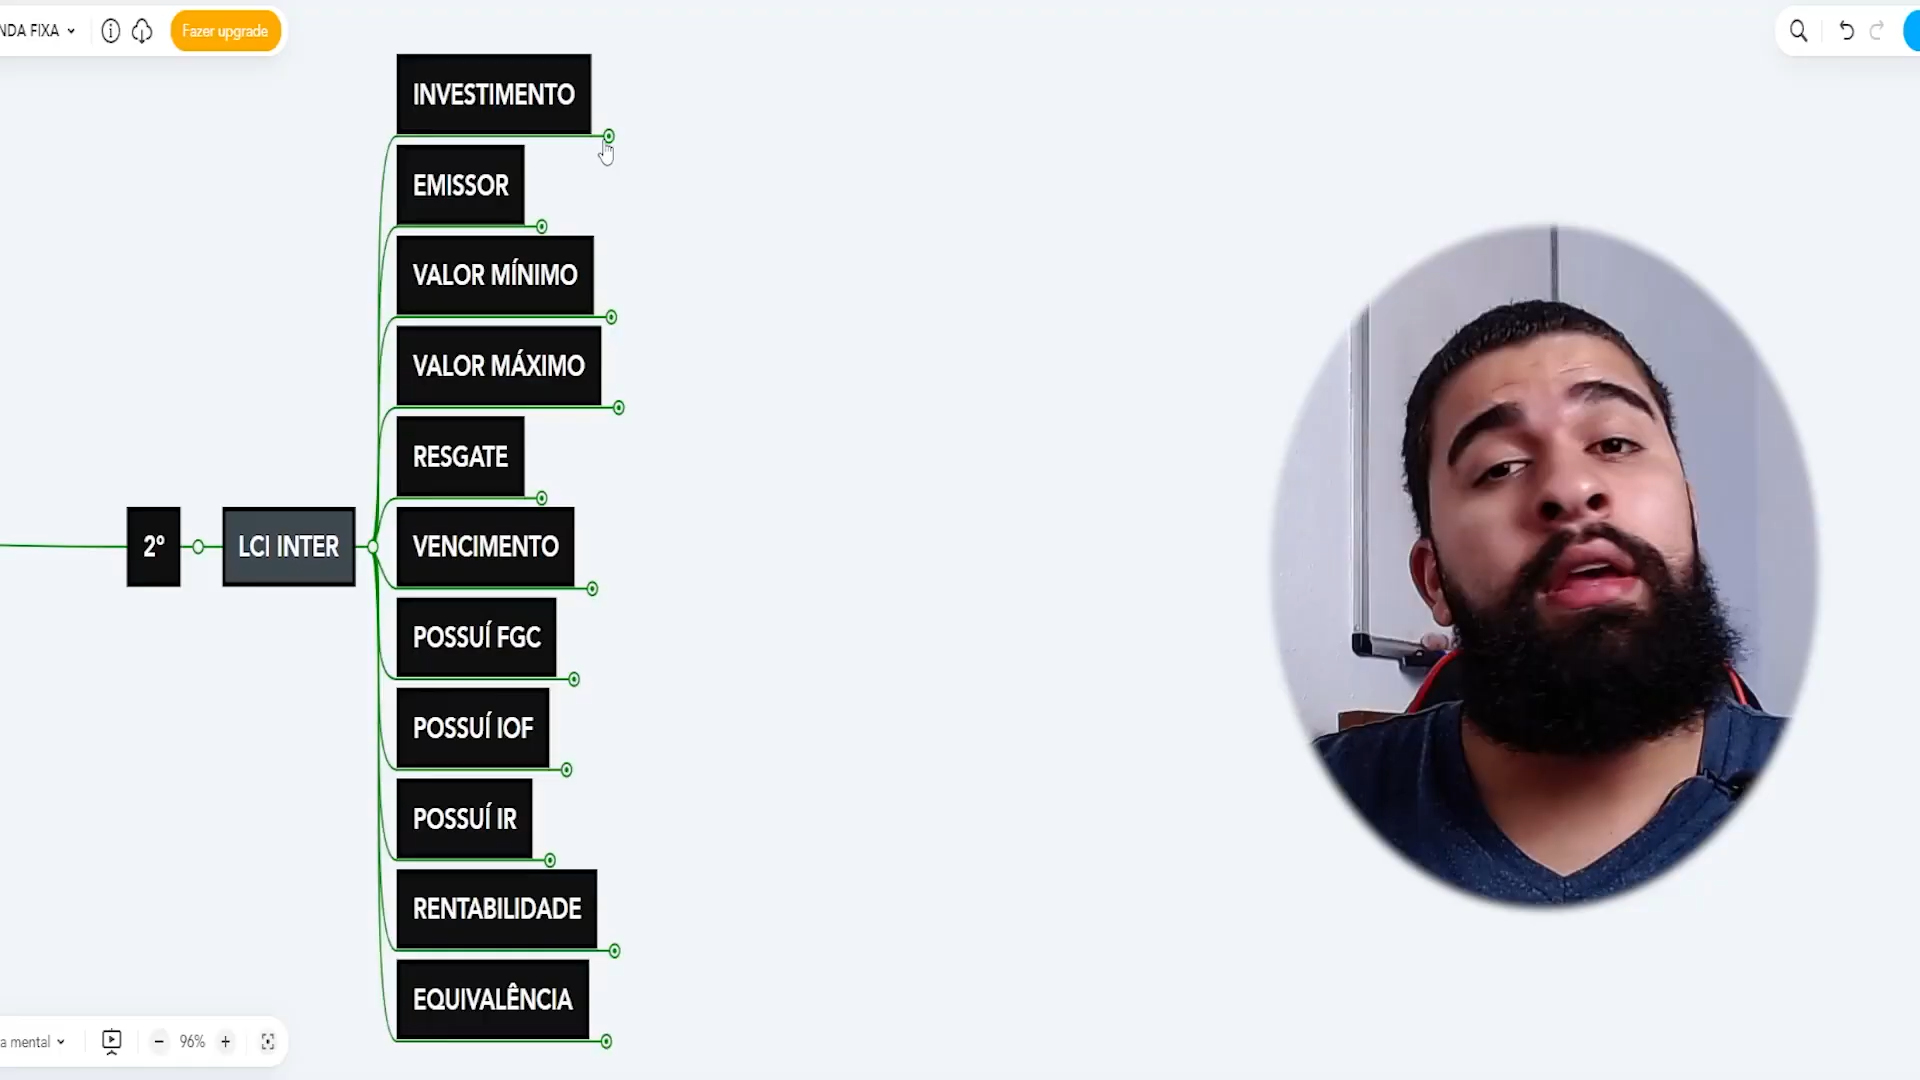 NDA FIXA
Fazer upgrade
INVESTIMENTO
EMISSOR
VALOR MÍNIMO
VALOR MÁXIMO
RESGATE
2º
LCI INTER
VENCIMENTO
POSSUÍ FGC
POSSUÍ IOF
POSSUÍ IR
RENTABILIDADE
EQUIVALÊNCIA
a mental
96%